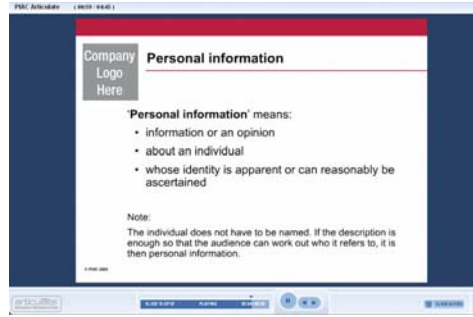 PIAC Articulate
Company
Logo
Here
Personal information
'Personal information' means:
• information or an opinion
• about an individual
• whose identity is apparent or can reasonably be
ascertained
Note:
The individual does not have to be named. If the description is
enough so that the audience can work out who it refers to, it is
then personal information.
articulate
PLAYING